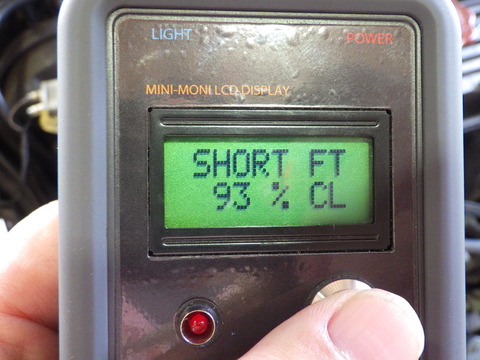 LIGHT POWER
MINI-MONI LCD DISPLAY
SHORT FT
93 % CL